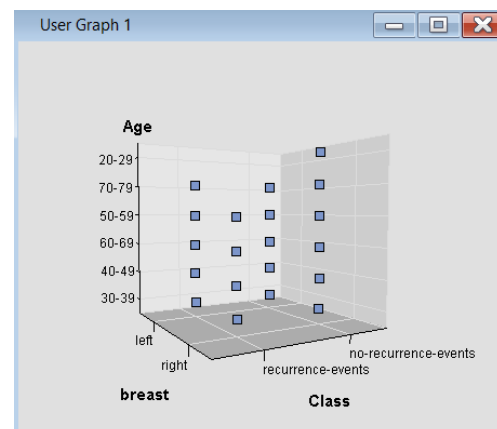 User Graph 1
Age
20-29
70-79
50-59
60-69
40-49
30-39
left
right
no-recurrence-events
recurrence-events
breast
Class